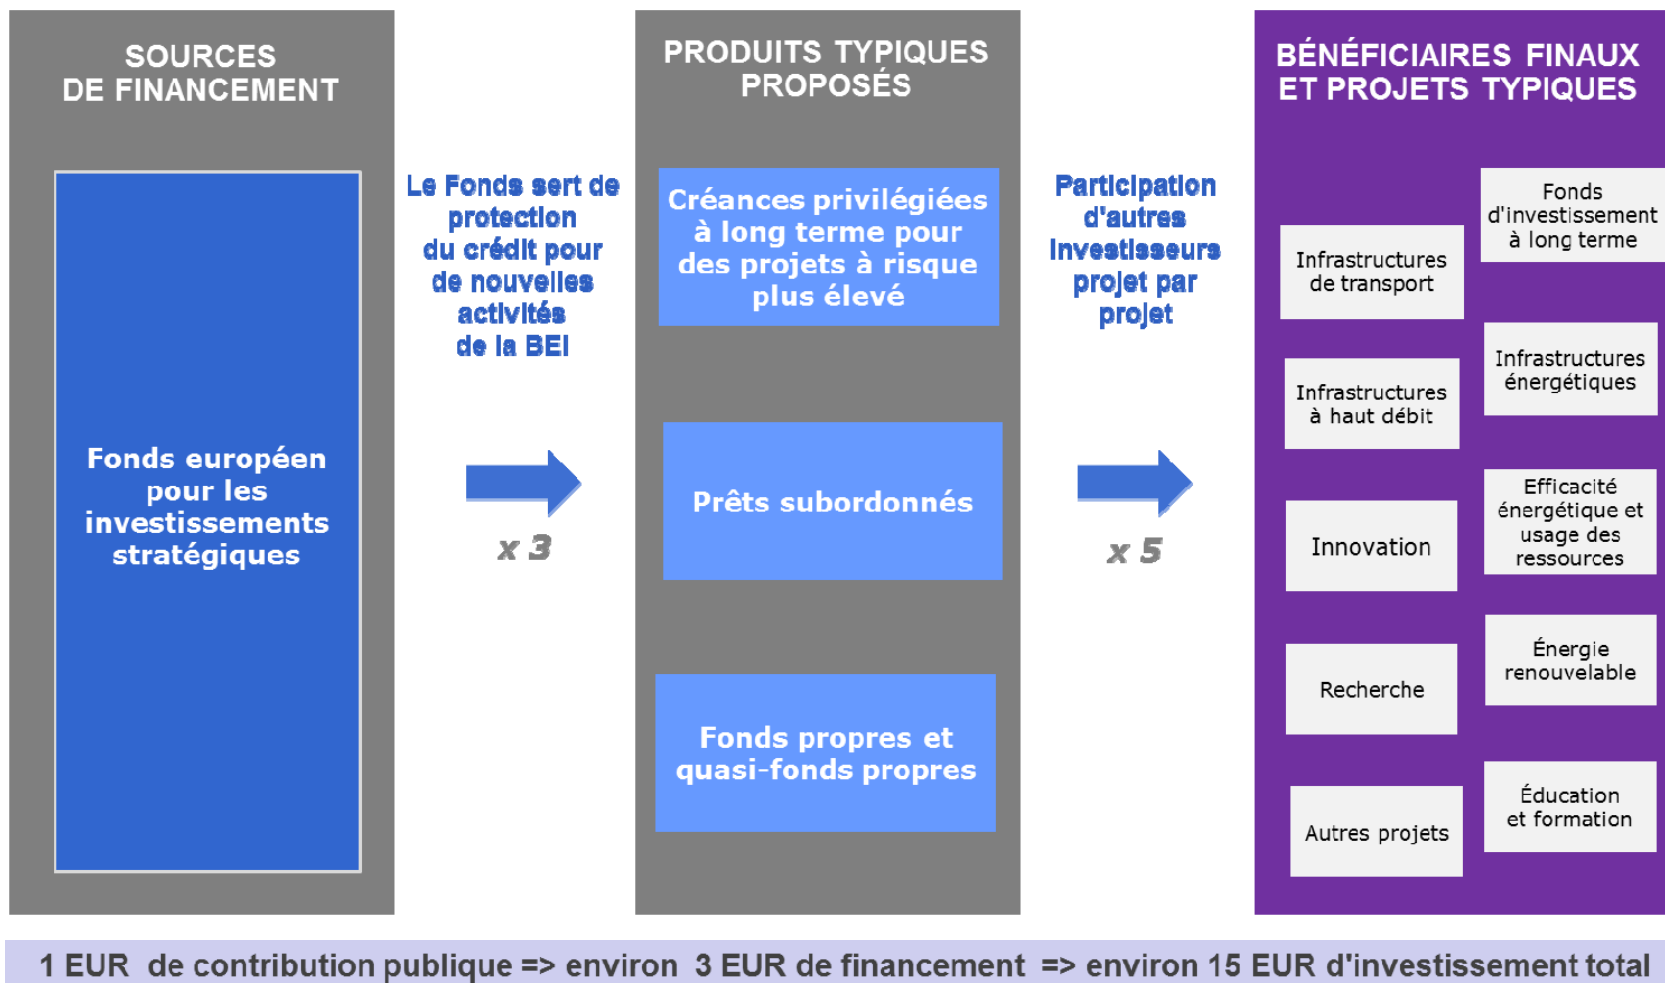 SOURCES
DE FINANCEMENT
Fonds européen
pour les
investissements
stratégiques
Le Fonds sert de
protection
du crédit pour
de nouvelles
activités
de la BEI
x 3
PRODUITS TYPIQUES
PROPOSÉS
Créances privilégiées
à long terme pour
des projets à risque
plus élevé
Prêts subordonnés
Fonds propres et
quasi-fonds propres
Participation
d'autres
investisseurs
projet par
projet
x 5
BÉNÉFICIAIRES FINAUX
ET PROJETS TYPIQUES
Fonds
d'investissement
à long terme
Infrastructures
de transport
Infrastructures
énergétiques
Infrastructures
à haut débit
Efficacité
énergétique et
usage des
ressources
Innovation
Énergie
renouvelable
Recherche
Éducation
et formation
Autres projets
1 EUR de contribution publique => environ 3 EUR de financement => environ 15 EUR d'investissement total